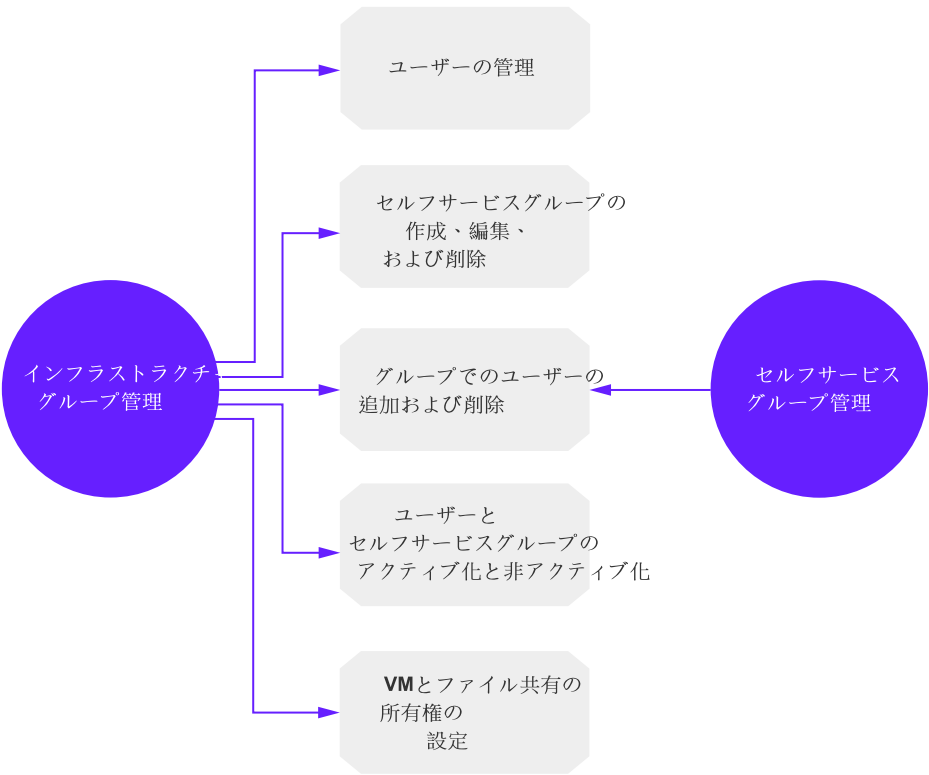 ユーザーの管理
セルフサービスグループの
作成、編集、
および削除
インフラストラクチ
グループ管理
グループでのユーザーの
追加および削除
セルフサービス
グループ管理
ユーザーと
セルフサービスグループの
アクティブ化と非アクティブ化
VMとファイル共有の
所有権の
設定